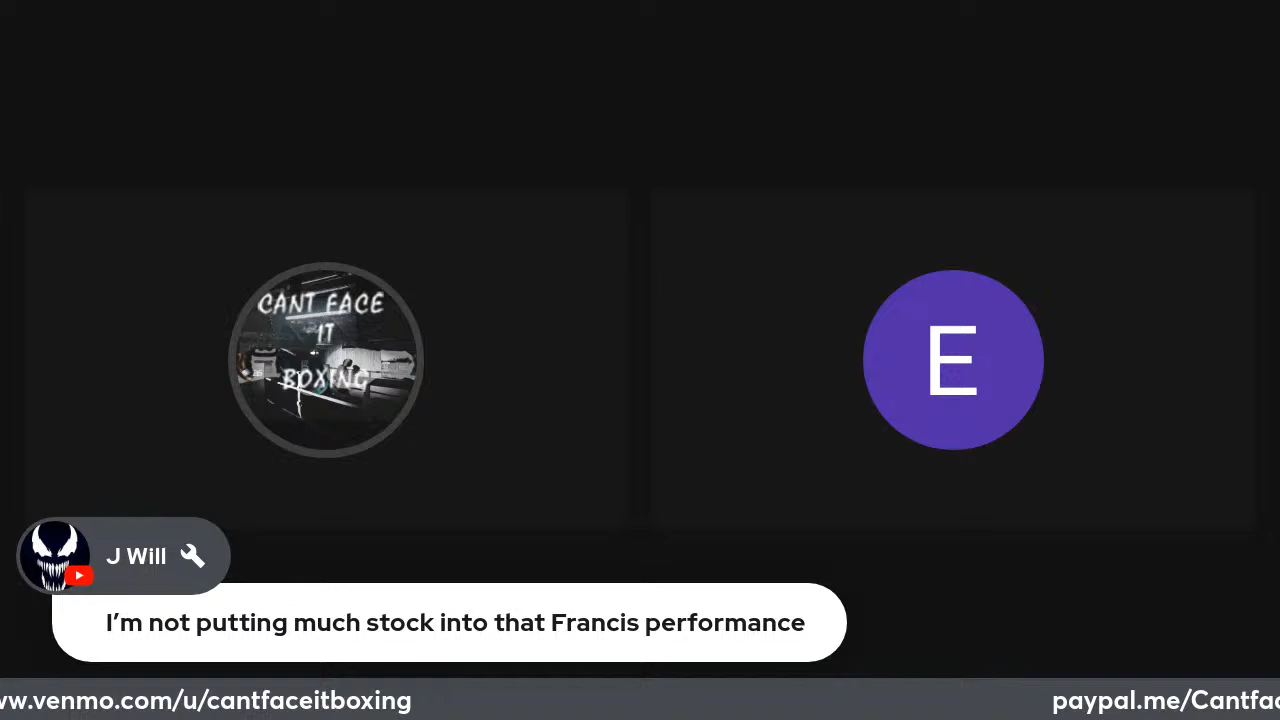 CANT FACE
IT
BOXING
E
J Will
I’m not putting much stock into that Francis performance
ww.venmo.com/u/cantfaceitboxing
paypal.me/Cantfac